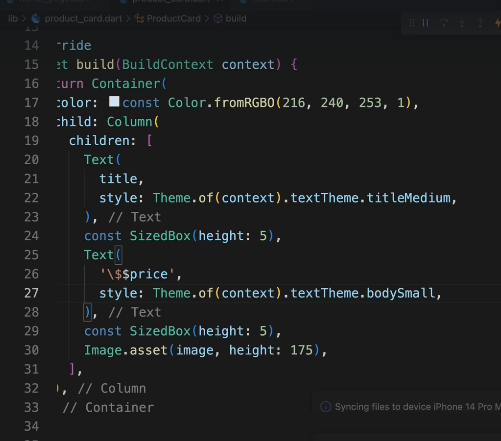 lib > product_card.dart > ProductCard > build
14 rride
15 et build(BuildContext context) {
16 turn Container(
17 color: const Color.fromRGBO(216, 240, 253, 1),
18 child: Column(
19 children: [
20 Text(
21 title,
22 style: Theme.of(context).textTheme.titleMedium,
23 ), // Text
24 const SizedBox(height: 5),
25 Text(
26 '\$$price',
27 style: Theme.of(context).textTheme.bodySmall,
28 ), // Text
29 const SizedBox(height: 5),
30 Image.asset(image, height: 175),
31 ],
32 ), // Column
33 // Container
34
Syncing files to device iPhone 14 Pro M